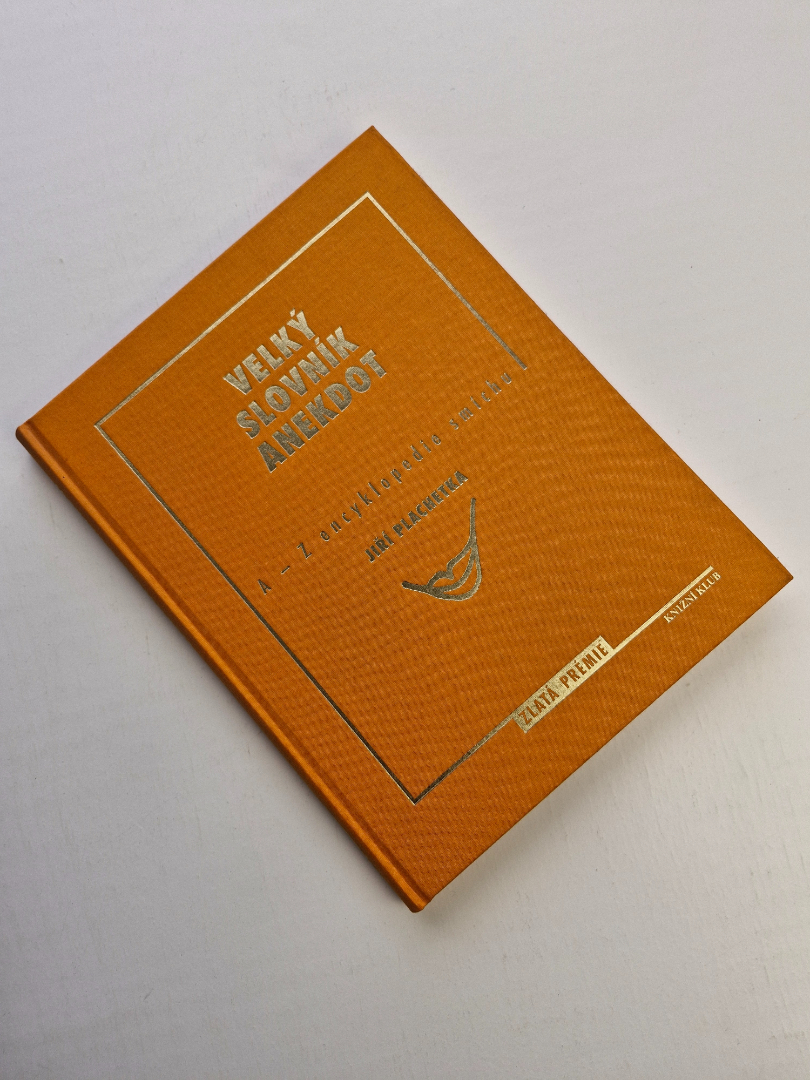 VELKÝ
SLOVNÍK
ANEKDOT
A – Z encyklopedie smíchu
JIŘÍ PLACHETKA
ZLATÁ PRÉMIE
KNIŽNÍ KLUB